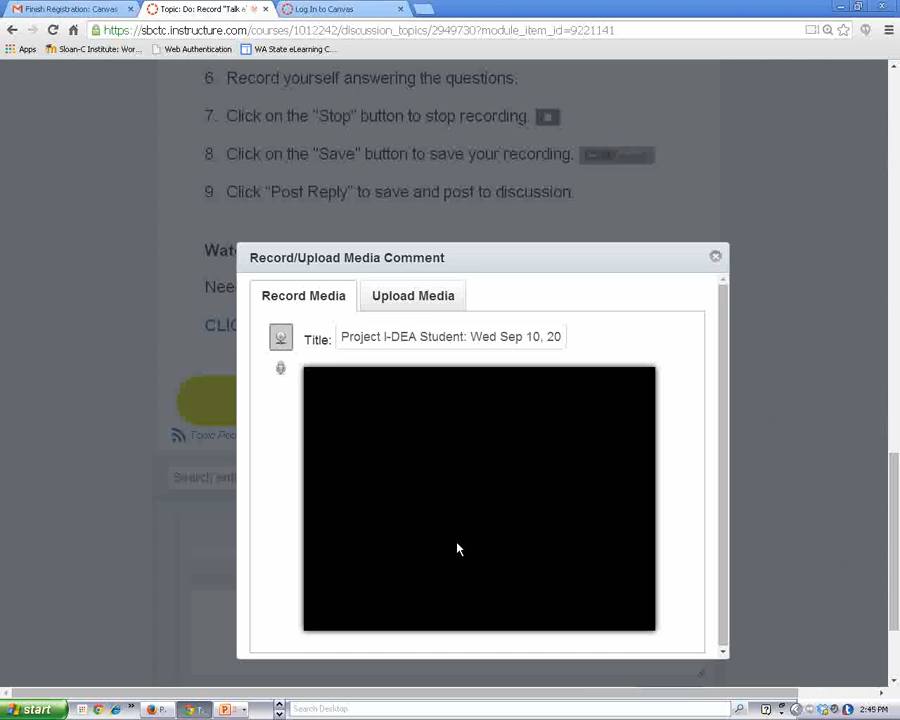 Finish Registration: Canvas
Topic: Do: Record "Talk a
Log In to Canvas
https://sbctc.instructure.com/courses/1012242/discussion_topics/2949730?module_item_id=9221141
Apps Sloan-C Institute: Wor... Web Authentication WA State eLearning C...
6 Record yourself answering the questions.
7. Click on the "Stop" button to stop recording.
8 Click on the "Save" button to save your recording.
9 Click "Post Reply" to save and post to discussion.
Record/Upload Media Comment
Record Media Upload Media
Title: Project I-DEA Student: Wed Sep 10, 20
Topic
Search
start
Search Desktop
2:45 PM